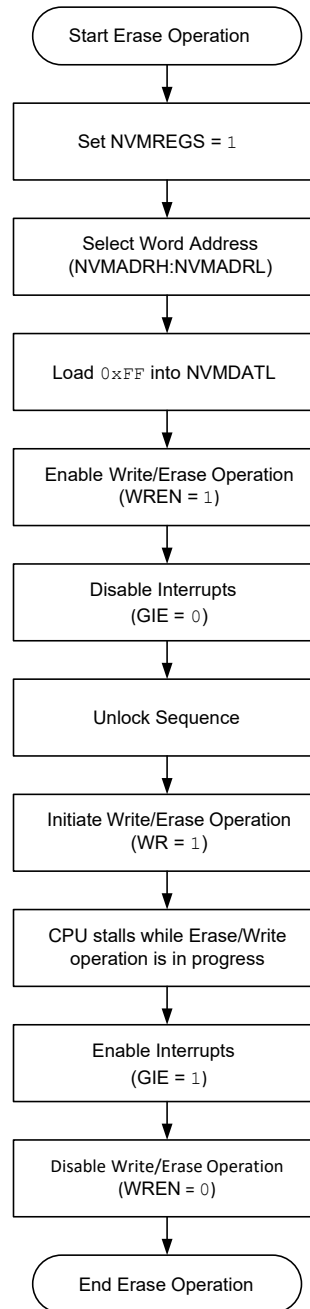 Start Erase Operation
Set NVMREGS = 1
Select Word Address
(NVMADRH:NVMADRL)
Load 0xFF into NVMDATL
Enable Write/Erase Operation
(WREN = 1)
Disable Interrupts
(GIE = 0)
Unlock Sequence
Initiate Write/Erase Operation
(WR = 1)
CPU stalls while Erase/Write
operation is in progress
Enable Interrupts
(GIE = 1)
Disable Write/Erase Operation
(WREN = 0)
End Erase Operation